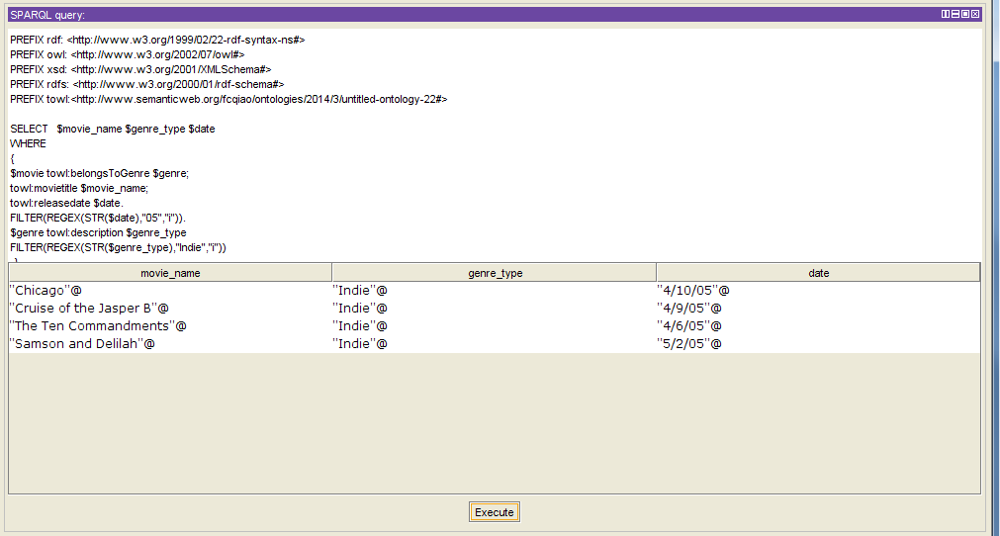 SPARQL query:
PREFIX rdf: <http://www.w3.org/1999/02/22-rdf-syntax-ns#>
PREFIX owl: <http://www.w3.org/2002/07/owl#>
PREFIX xsd: <http://www.w3.org/2001/XMLSchema#>
PREFIX rdfs: <http://www.w3.org/2000/01/rdf-schema#>
PREFIX towl:<http://www.semanticweb.org/fcqiao/ontologies/2014/3/untitled-ontology-22#>
SELECT $movie_name $genre_type $date
WHERE
{
$movie towl:belongsToGenre $genre;
towl:movietitle $movie_name;
towl:releasedate $date.
FILTER(REGEX(STR($date),"05","i")).
$genre towl:description $genre_type
FILTER(REGEX(STR($genre_type),"Indie","i"))
}
movie_name genre_type date
"Chicago"@ "Indie"@ "4/10/05"@
"Cruise of the Jasper B"@ "Indie"@ "4/9/05"@
"The Ten Commandments"@ "Indie"@ "4/6/05"@
"Samson and Delilah"@ "Indie"@ "5/2/05"@
Execute